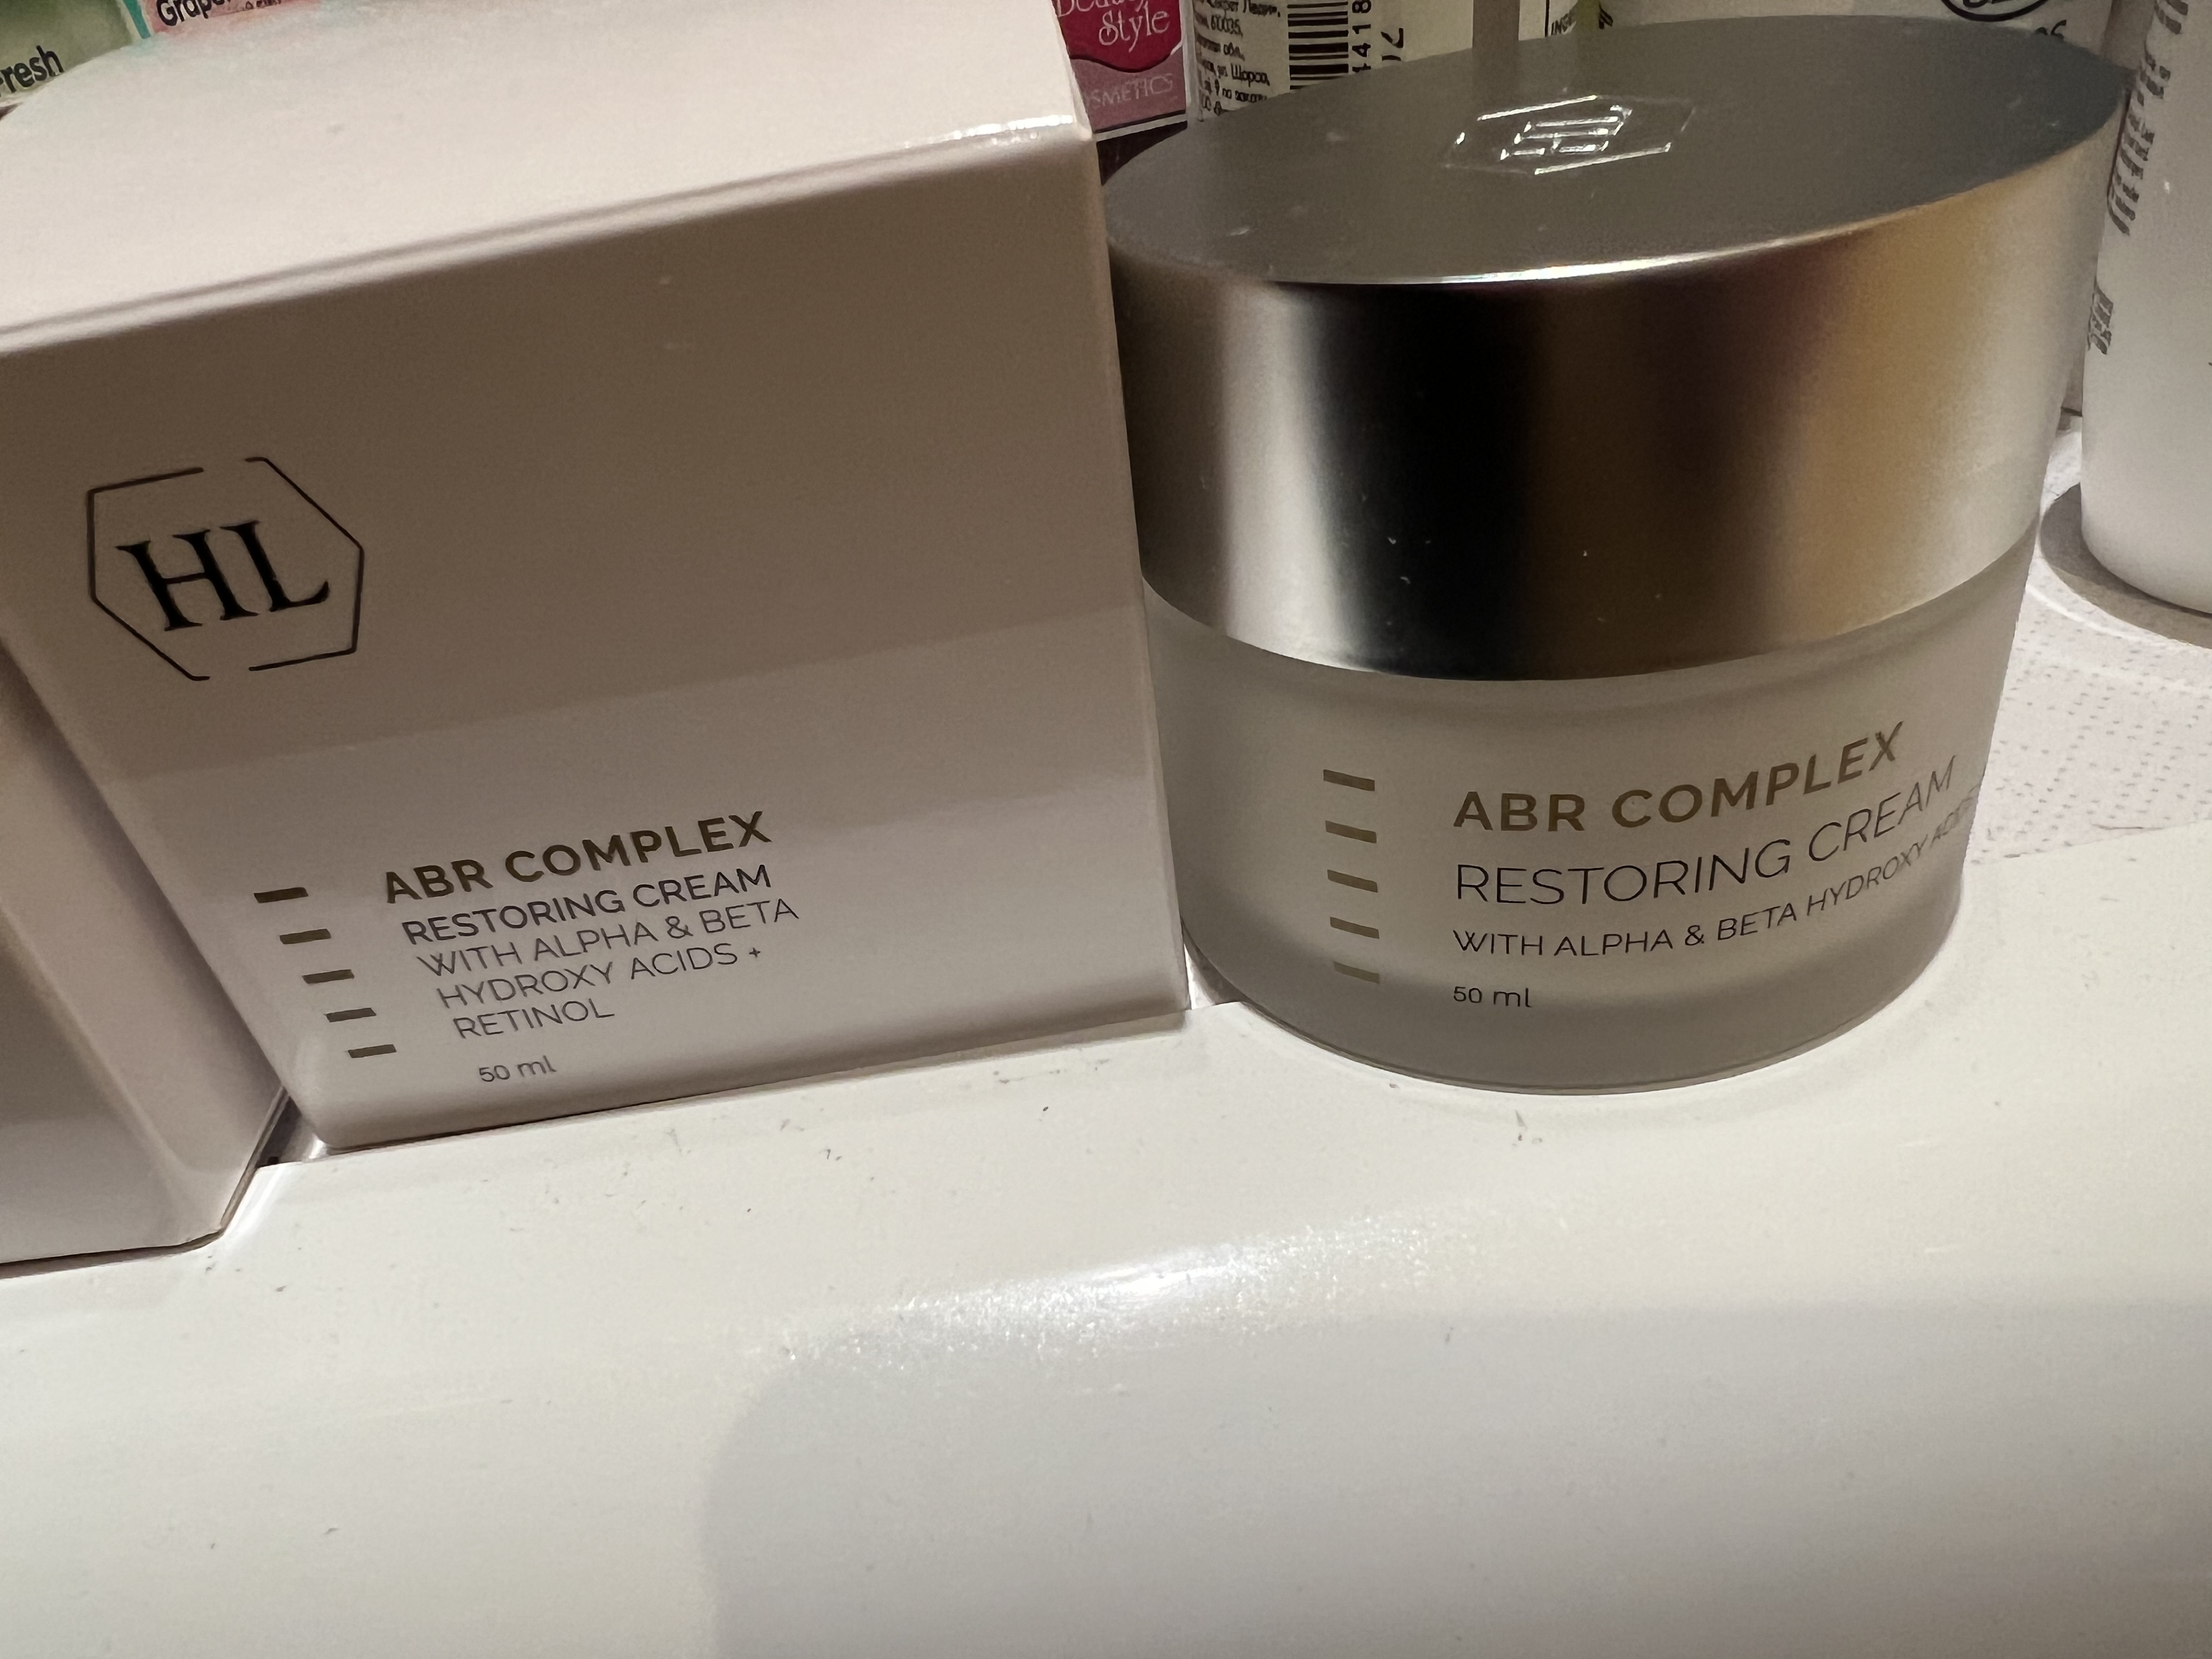 Fresh
Beauty
Style
COSMETICS
HL
ABR COMPLEX
RESTORING CREAM
WITH ALPHA & BETA
HYDROXY ACIDS +
RETINOL
50 ml
ABR COMPLEX
RESTORING CREAM
WITH ALPHA & BETA HYDROXY
50 ml